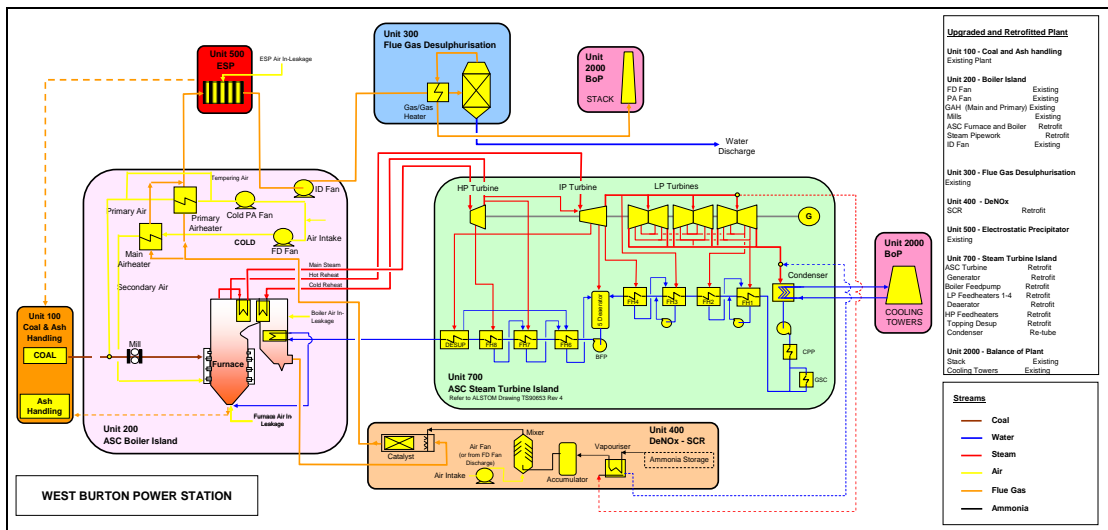 Unit 500
ESP
ESP Air In-Leakage
Unit 300
Flue Gas Desulphurisation
Gas/Gas
Heater
Unit
2000
BoP
STACK
Water
Discharge
Tempering Air
ID Fan
Cold PA Fan
Primary Air
Primary
Airheater
COLD
Air Intake
FD Fan
Main
Airheater
Secondary Air
Main Steam
Hot Reheat
Cold Reheat
Boiler Air In-
Leakage
Unit 100
Coal & Ash
Handling
COAL
Mill
Furnace
Ash
Handling
Furnace Air In-
Leakage
Unit 200
ASC Boiler Island
HP Turbine
IP Turbine
LP Turbines
G
Condenser
Unit 2000
BoP
COOLING
TOWERS
DESUP
FH8
FH7
FH6
5 Deaerator
BFP
FH4
FH3
FH2
FH1
CPP
GSC
Unit 700
ASC Steam Turbine Island
Refer to ALSTOM Drawing TS90653 Rev 4
Unit 400
DeNOx - SCR
Catalyst
Mixer
Air Fan
(or from FD Fan
Discharge)
Air Intake
Accumulator
Vapouriser
Ammonia Storage
WEST BURTON POWER STATION
Upgraded and Retrofitted Plant
Unit 100 - Coal and Ash handling
Existing Plant
Unit 200 - Boiler Island
FD Fan Existing
PA Fan Existing
GAH (Main and Primary) Existing
Mills Existing
ASC Furnace and Boiler Retrofit
Steam Pipework Retrofit
ID Fan Existing
Unit 300 - Flue Gas Desulphurisation
Existing
Unit 400 - DeNOx
SCR Retrofit
Unit 500 - Electrostatic Precipitator
Existing
Unit 700 - Steam Turbine Island
ASC Turbine Retrofit
Generator Retrofit
Boiler Feedpump Retrofit
LP Feedheaters 1-4 Retrofit
Deaerator Retrofit
HP Feedheaters Retrofit
Topping Desup Retrofit
Condenser Re-tube
Unit 2000 - Balance of Plant
Stack Existing
Cooling Towers Existing
Streams
Coal
Water
Steam
Air
Flue Gas
Ammonia